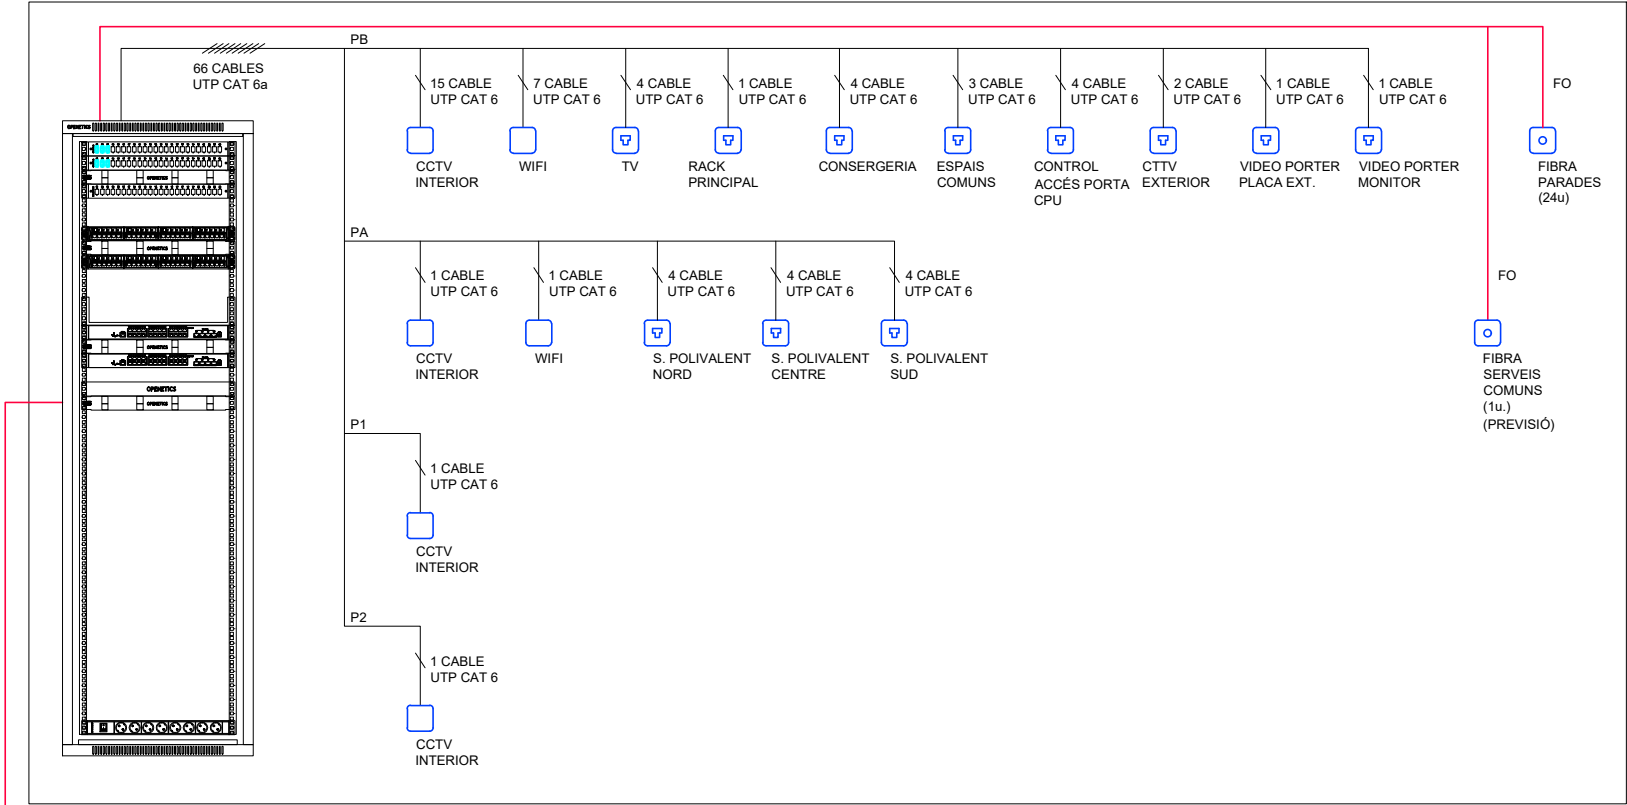 PB
66 CABLES
UTP CAT 6a
15 CABLE
UTP CAT 6
7 CABLE
UTP CAT 6
4 CABLE
UTP CAT 6
1 CABLE
UTP CAT 6
4 CABLE
UTP CAT 6
3 CABLE
UTP CAT 6
4 CABLE
UTP CAT 6
2 CABLE
UTP CAT 6
1 CABLE
UTP CAT 6
1 CABLE
UTP CAT 6
FO
CCTV
INTERIOR
WIFI
TV
RACK
PRINCIPAL
CONSERGERIA
ESPAIS
COMUNS
CONTROL
ACCÉS PORTA
CPU
CTTV
EXTERIOR
VIDEO PORTER
PLACA EXT.
VIDEO PORTER
MONITOR
FIBRA
PARADES
(24u)
PA
1 CABLE
UTP CAT 6
1 CABLE
UTP CAT 6
4 CABLE
UTP CAT 6
4 CABLE
UTP CAT 6
4 CABLE
UTP CAT 6
FO
CCTV
INTERIOR
WIFI
S. POLIVALENT
NORD
S. POLIVALENT
CENTRE
S. POLIVALENT
SUD
FIBRA
SERVEIS
COMUNS
(1u.)
(PREVISIÓ)
P1
1 CABLE
UTP CAT 6
CCTV
INTERIOR
P2
1 CABLE
UTP CAT 6
CCTV
INTERIOR
OPENETICS
OPENETICS
OPENETICS
OPENETICS
OPENETICS
OPENETICS
OPENETICS